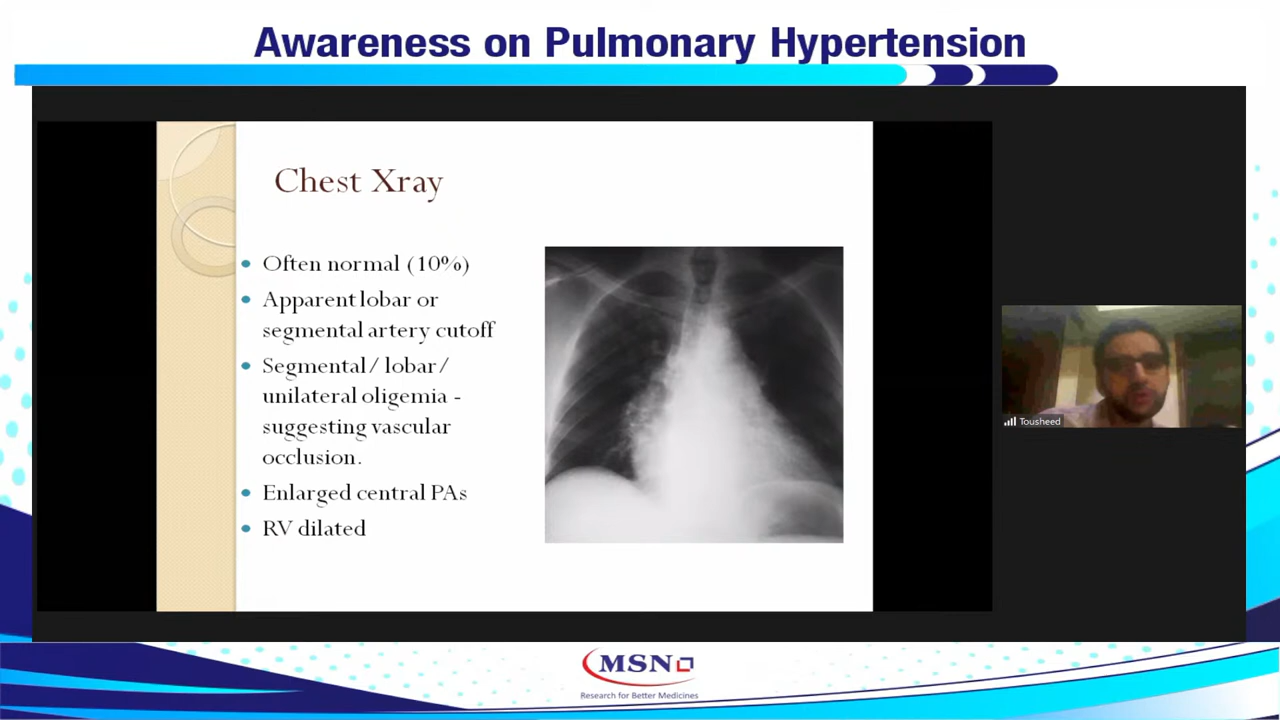 Awareness on Pulmonary Hypertension
Chest Xray
Often normal (10%)
Apparent lobar or
segmental artery cutoff
Segmental/ lobar/
unilateral oligemia -
suggesting vascular
occlusion.
Enlarged central PAs
RV dilated
Tousheed
MSN
Research for Better Medicines